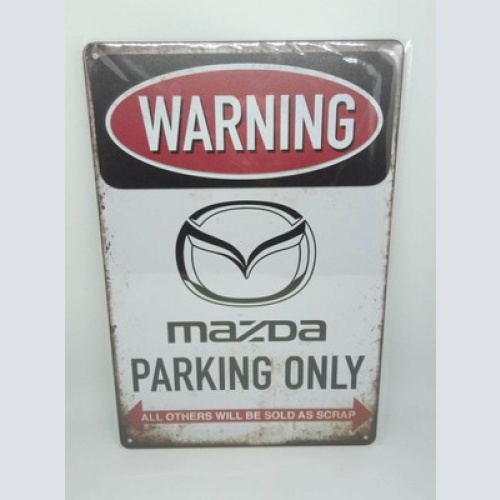 WARNING
mazda
PARKING ONLY
ALL OTHERS WILL BE SOLD AS SCRAP